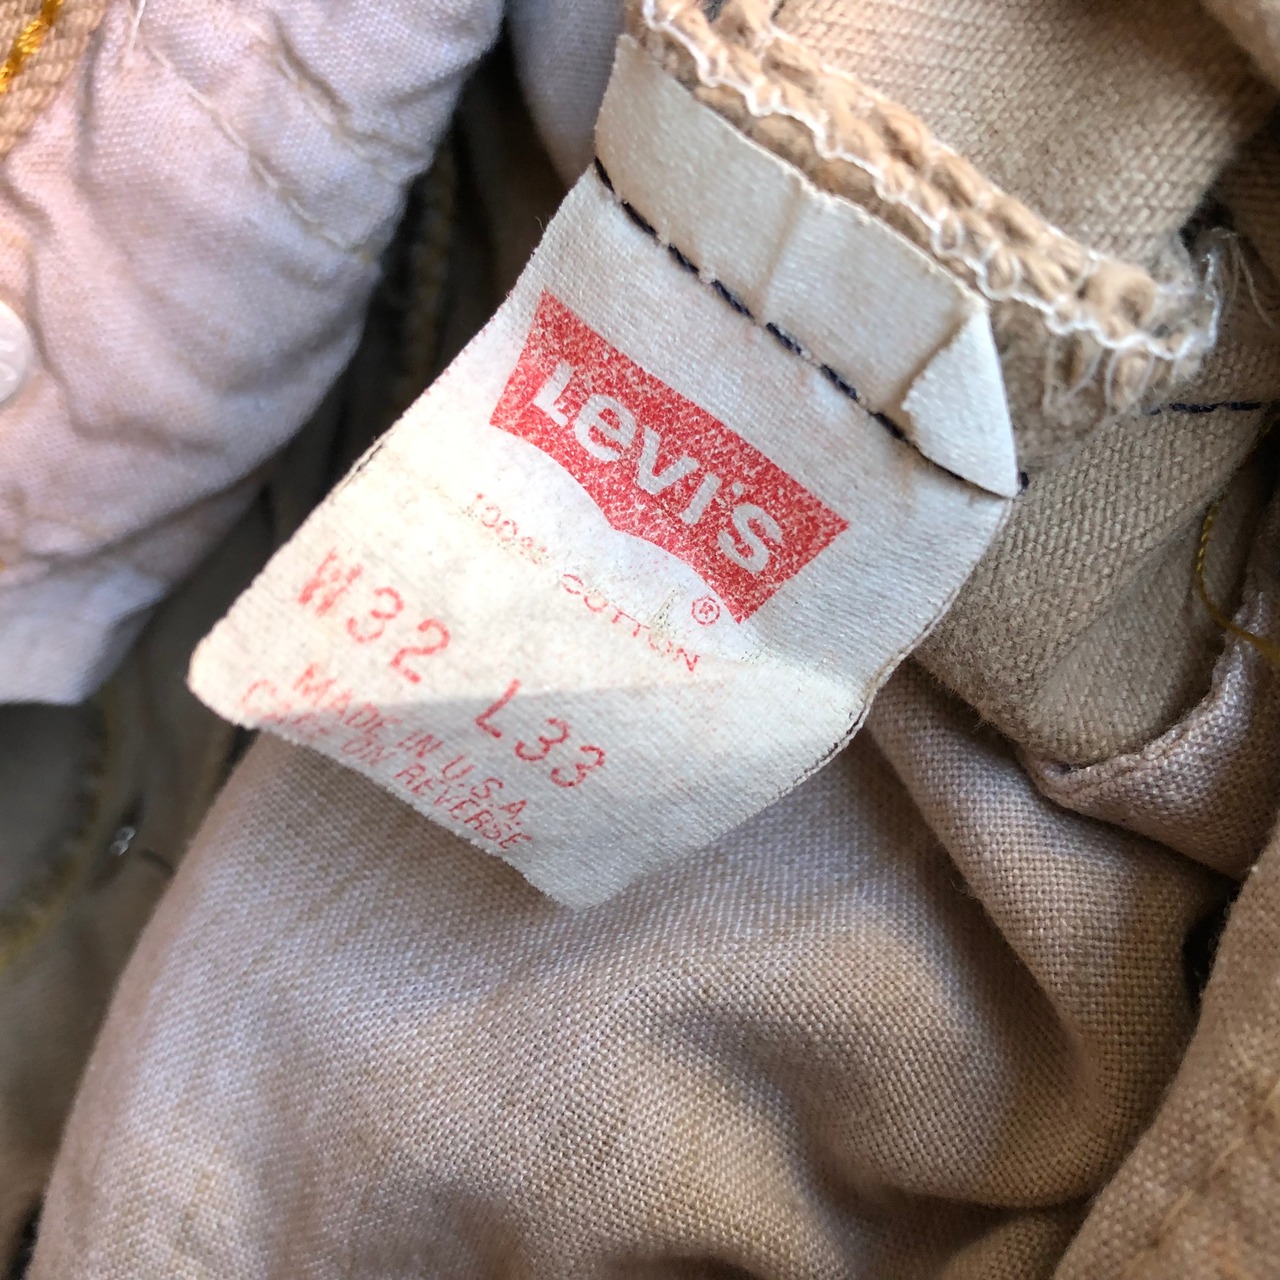 Levi's ®
100% COTTON
W32 L33
MADE IN U.S.A.
CARE ON REVERSE